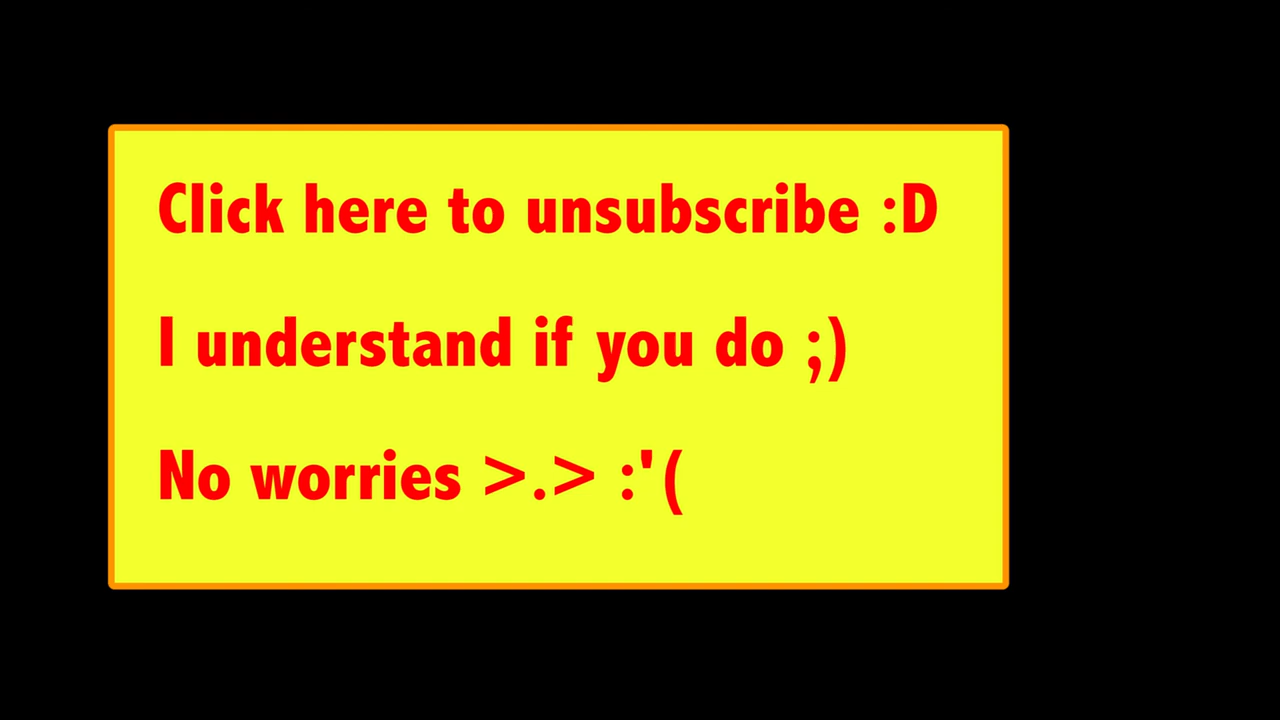 Click here to unsubscribe :D
I understand if you do ;)
No worries >.> :'(